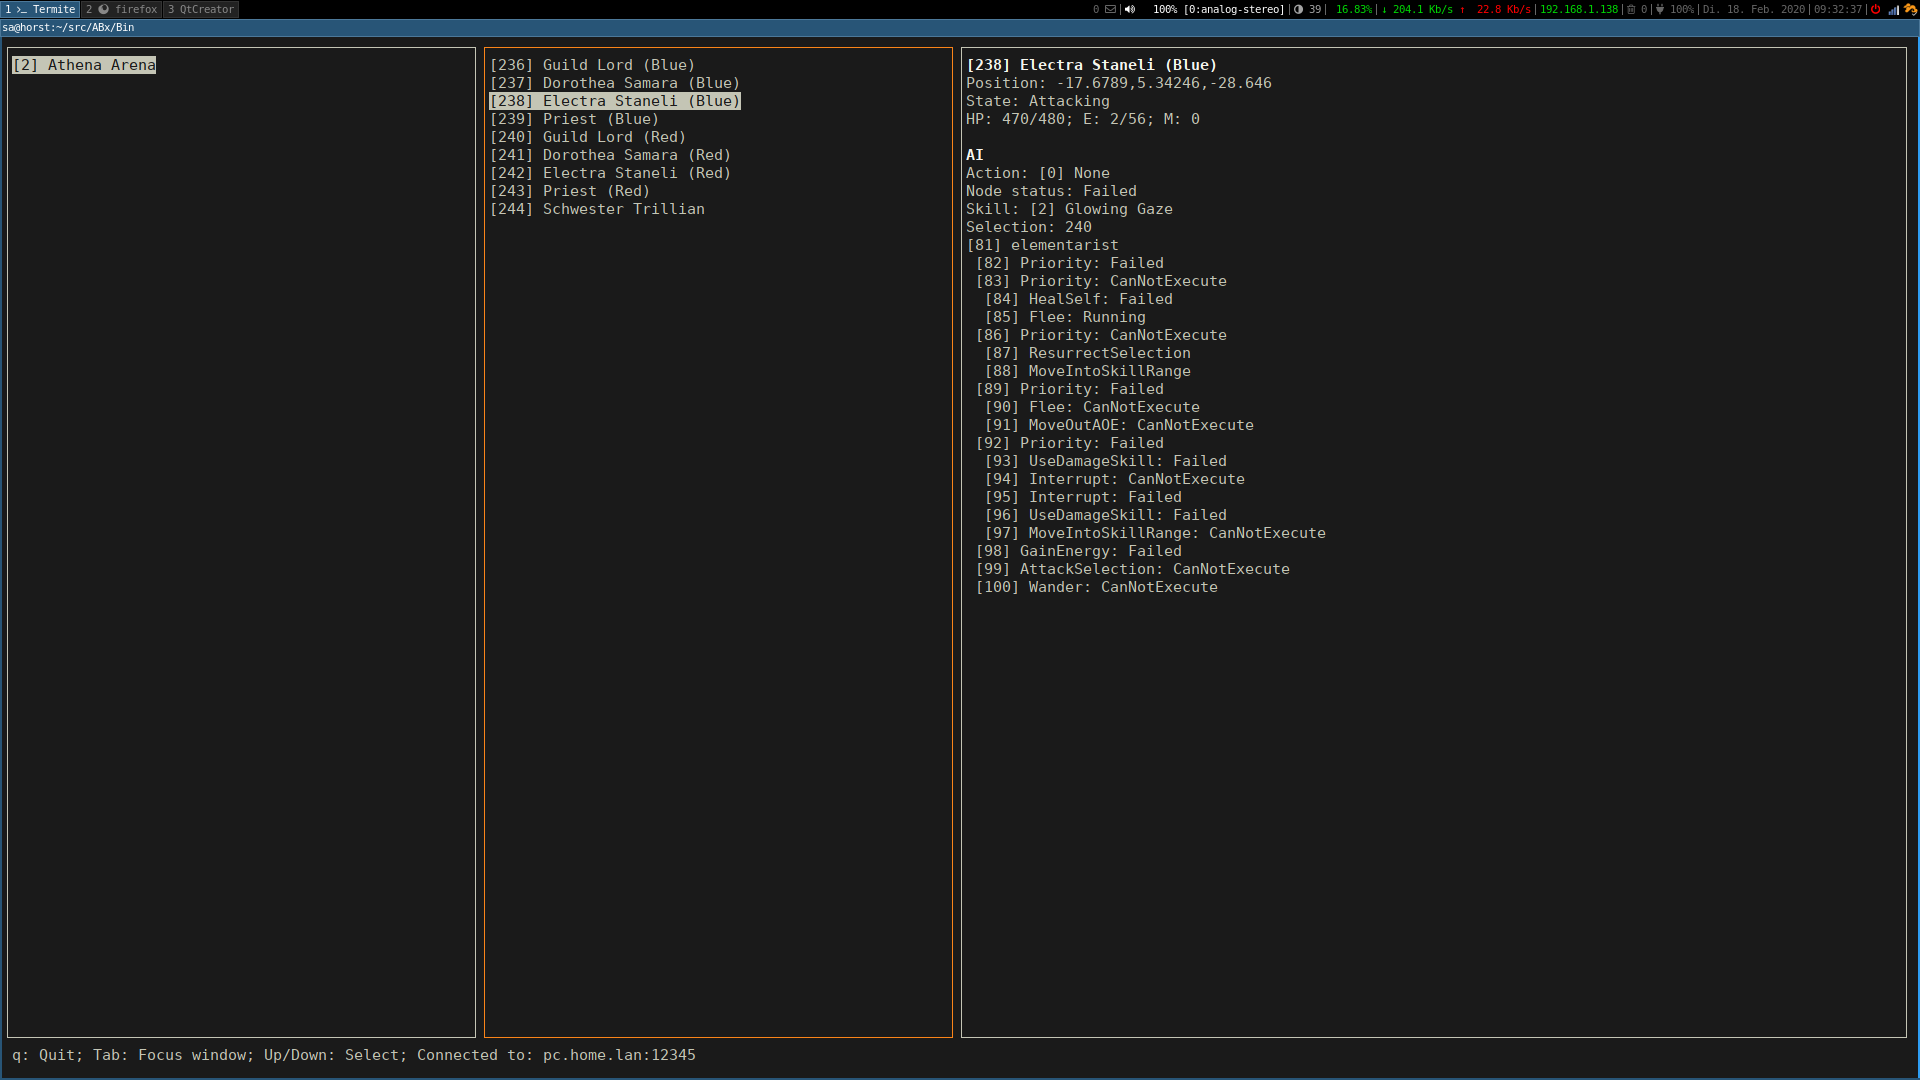 1 >_ Termite 2 firefox 3 QtCreator 0 100% [0:analog-stereo] 39 16.83% ↓ 204.1 Kb/s ↑ 22.8 Kb/s 192.168.1.138 0 100% Di. 18. Feb. 2020 09:32:37
sa@horst:~/src/ABx/Bin
[2] Athena Arena
[236] Guild Lord (Blue)
[237] Dorothea Samara (Blue)
[238] Electra Staneli (Blue)
[239] Priest (Blue)
[240] Guild Lord (Red)
[241] Dorothea Samara (Red)
[242] Electra Staneli (Red)
[243] Priest (Red)
[244] Schwester Trillian
[238] Electra Staneli (Blue)
Position: -17.6789,5.34246,-28.646
State: Attacking
HP: 470/480; E: 2/56; M: 0
AI
Action: [0] None
Node status: Failed
Skill: [2] Glowing Gaze
Selection: 240
[81] elementarist
[82] Priority: Failed
[83] Priority: CanNotExecute
[84] HealSelf: Failed
[85] Flee: Running
[86] Priority: CanNotExecute
[87] ResurrectSelection
[88] MoveIntoSkillRange
[89] Priority: Failed
[90] Flee: CanNotExecute
[91] MoveOutAOE: CanNotExecute
[92] Priority: Failed
[93] UseDamageSkill: Failed
[94] Interrupt: CanNotExecute
[95] Interrupt: Failed
[96] UseDamageSkill: Failed
[97] MoveIntoSkillRange: CanNotExecute
[98] GainEnergy: Failed
[99] AttackSelection: CanNotExecute
[100] Wander: CanNotExecute
q: Quit; Tab: Focus window; Up/Down: Select; Connected to: pc.home.lan:12345